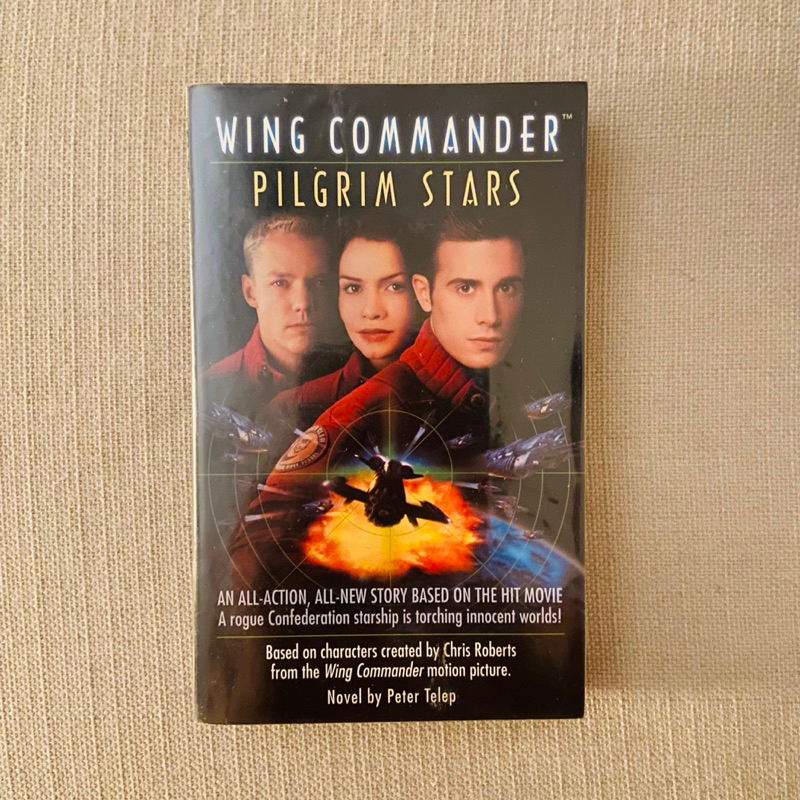 WING COMMANDER™
PILGRIM STARS
AN ALL-ACTION, ALL-NEW STORY BASED ON THE HIT MOVIE
A rogue Confederation starship is torching innocent worlds!
Based on characters created by Chris Roberts
from the Wing Commander motion picture.
Novel by Peter Telep